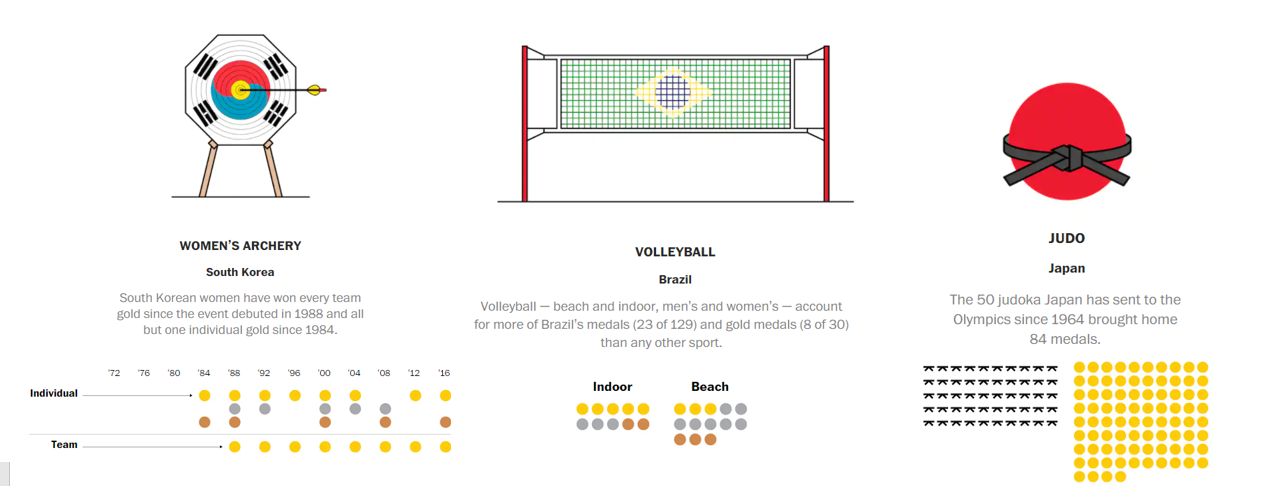 WOMEN'S ARCHERY
South Korea
South Korean women have won every team
gold since the event debuted in 1988 and all
but one individual gold since 1984.
'72 '76 '80 '84 '88 '92 '96 '00 '04 '08 '12 '16
Individual
Team
VOLLEYBALL
Brazil
Volleyball — beach and indoor, men's and women's — account
for more of Brazil's medals (23 of 129) and gold medals (8 of 30)
than any other sport.
Indoor Beach
JUDO
Japan
The 50 judoka Japan has sent to the
Olympics since 1964 brought home
84 medals.